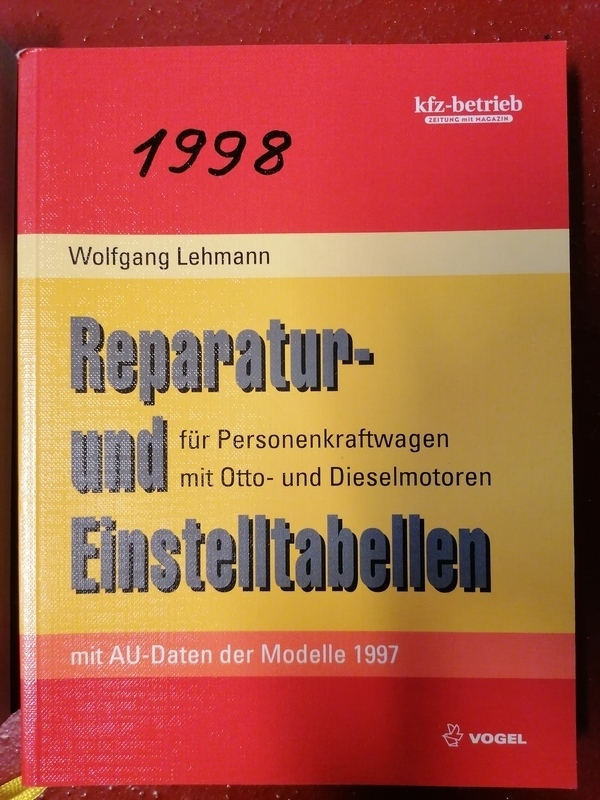 kfz-betrieb
ZEITUNG mit MAGAZIN
1998
Wolfgang Lehmann
Reparatur-
und
für Personenkraftwagen
mit Otto- und Dieselmotoren
Einstelltabellen
mit AU-Daten der Modelle 1997
VOGEL